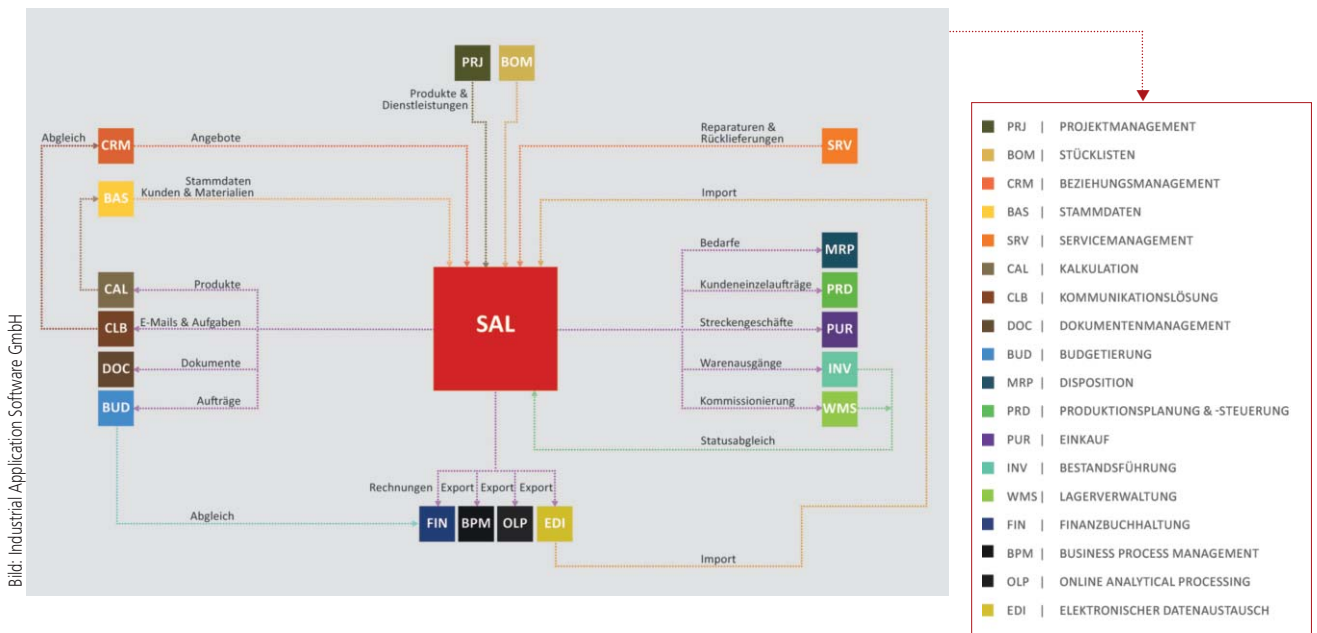 PRJ
BOM
Produkte &
Dienstleistungen
Abgleich
CRM
Angebote
Reparaturen &
Rücklieferungen
SRV
BAS
Stammdaten
Kunden & Materialien
Import
Bedarfe
MRP
CAL
Produkte
Kundeneinzelaufträge
PRD
CLB
E-Mails & Aufgaben
SAL
Streckengeschäfte
PUR
DOC
Dokumente
Warenausgänge
INV
BUD
Aufträge
Kommissionierung
WMS
Statusabgleich
Rechnungen
Export
Export
Export
Abgleich
FIN
BPM
OLP
EDI
Import
Bild: Industrial Application Software GmbH
PRJ | PROJEKTMANAGEMENT
BOM | STÜCKLISTEN
CRM | BEZIEHUNGSMANAGEMENT
BAS | STAMMDATEN
SRV | SERVICEMANAGEMENT
CAL | KALKULATION
CLB | KOMMUNIKATIONSLÖSUNG
DOC | DOKUMENTENMANAGEMENT
BUD | BUDGETIERUNG
MRP | DISPOSITION
PRD | PRODUKTIONSPLANUNG & -STEUERUNG
PUR | EINKAUF
INV | BESTANDSFÜHRUNG
WMS | LAGERVERWALTUNG
FIN | FINANZBUCHHALTUNG
BPM | BUSINESS PROCESS MANAGEMENT
OLP | ONLINE ANALYTICAL PROCESSING
EDI | ELEKTRONISCHER DATENAUSTAUSCH